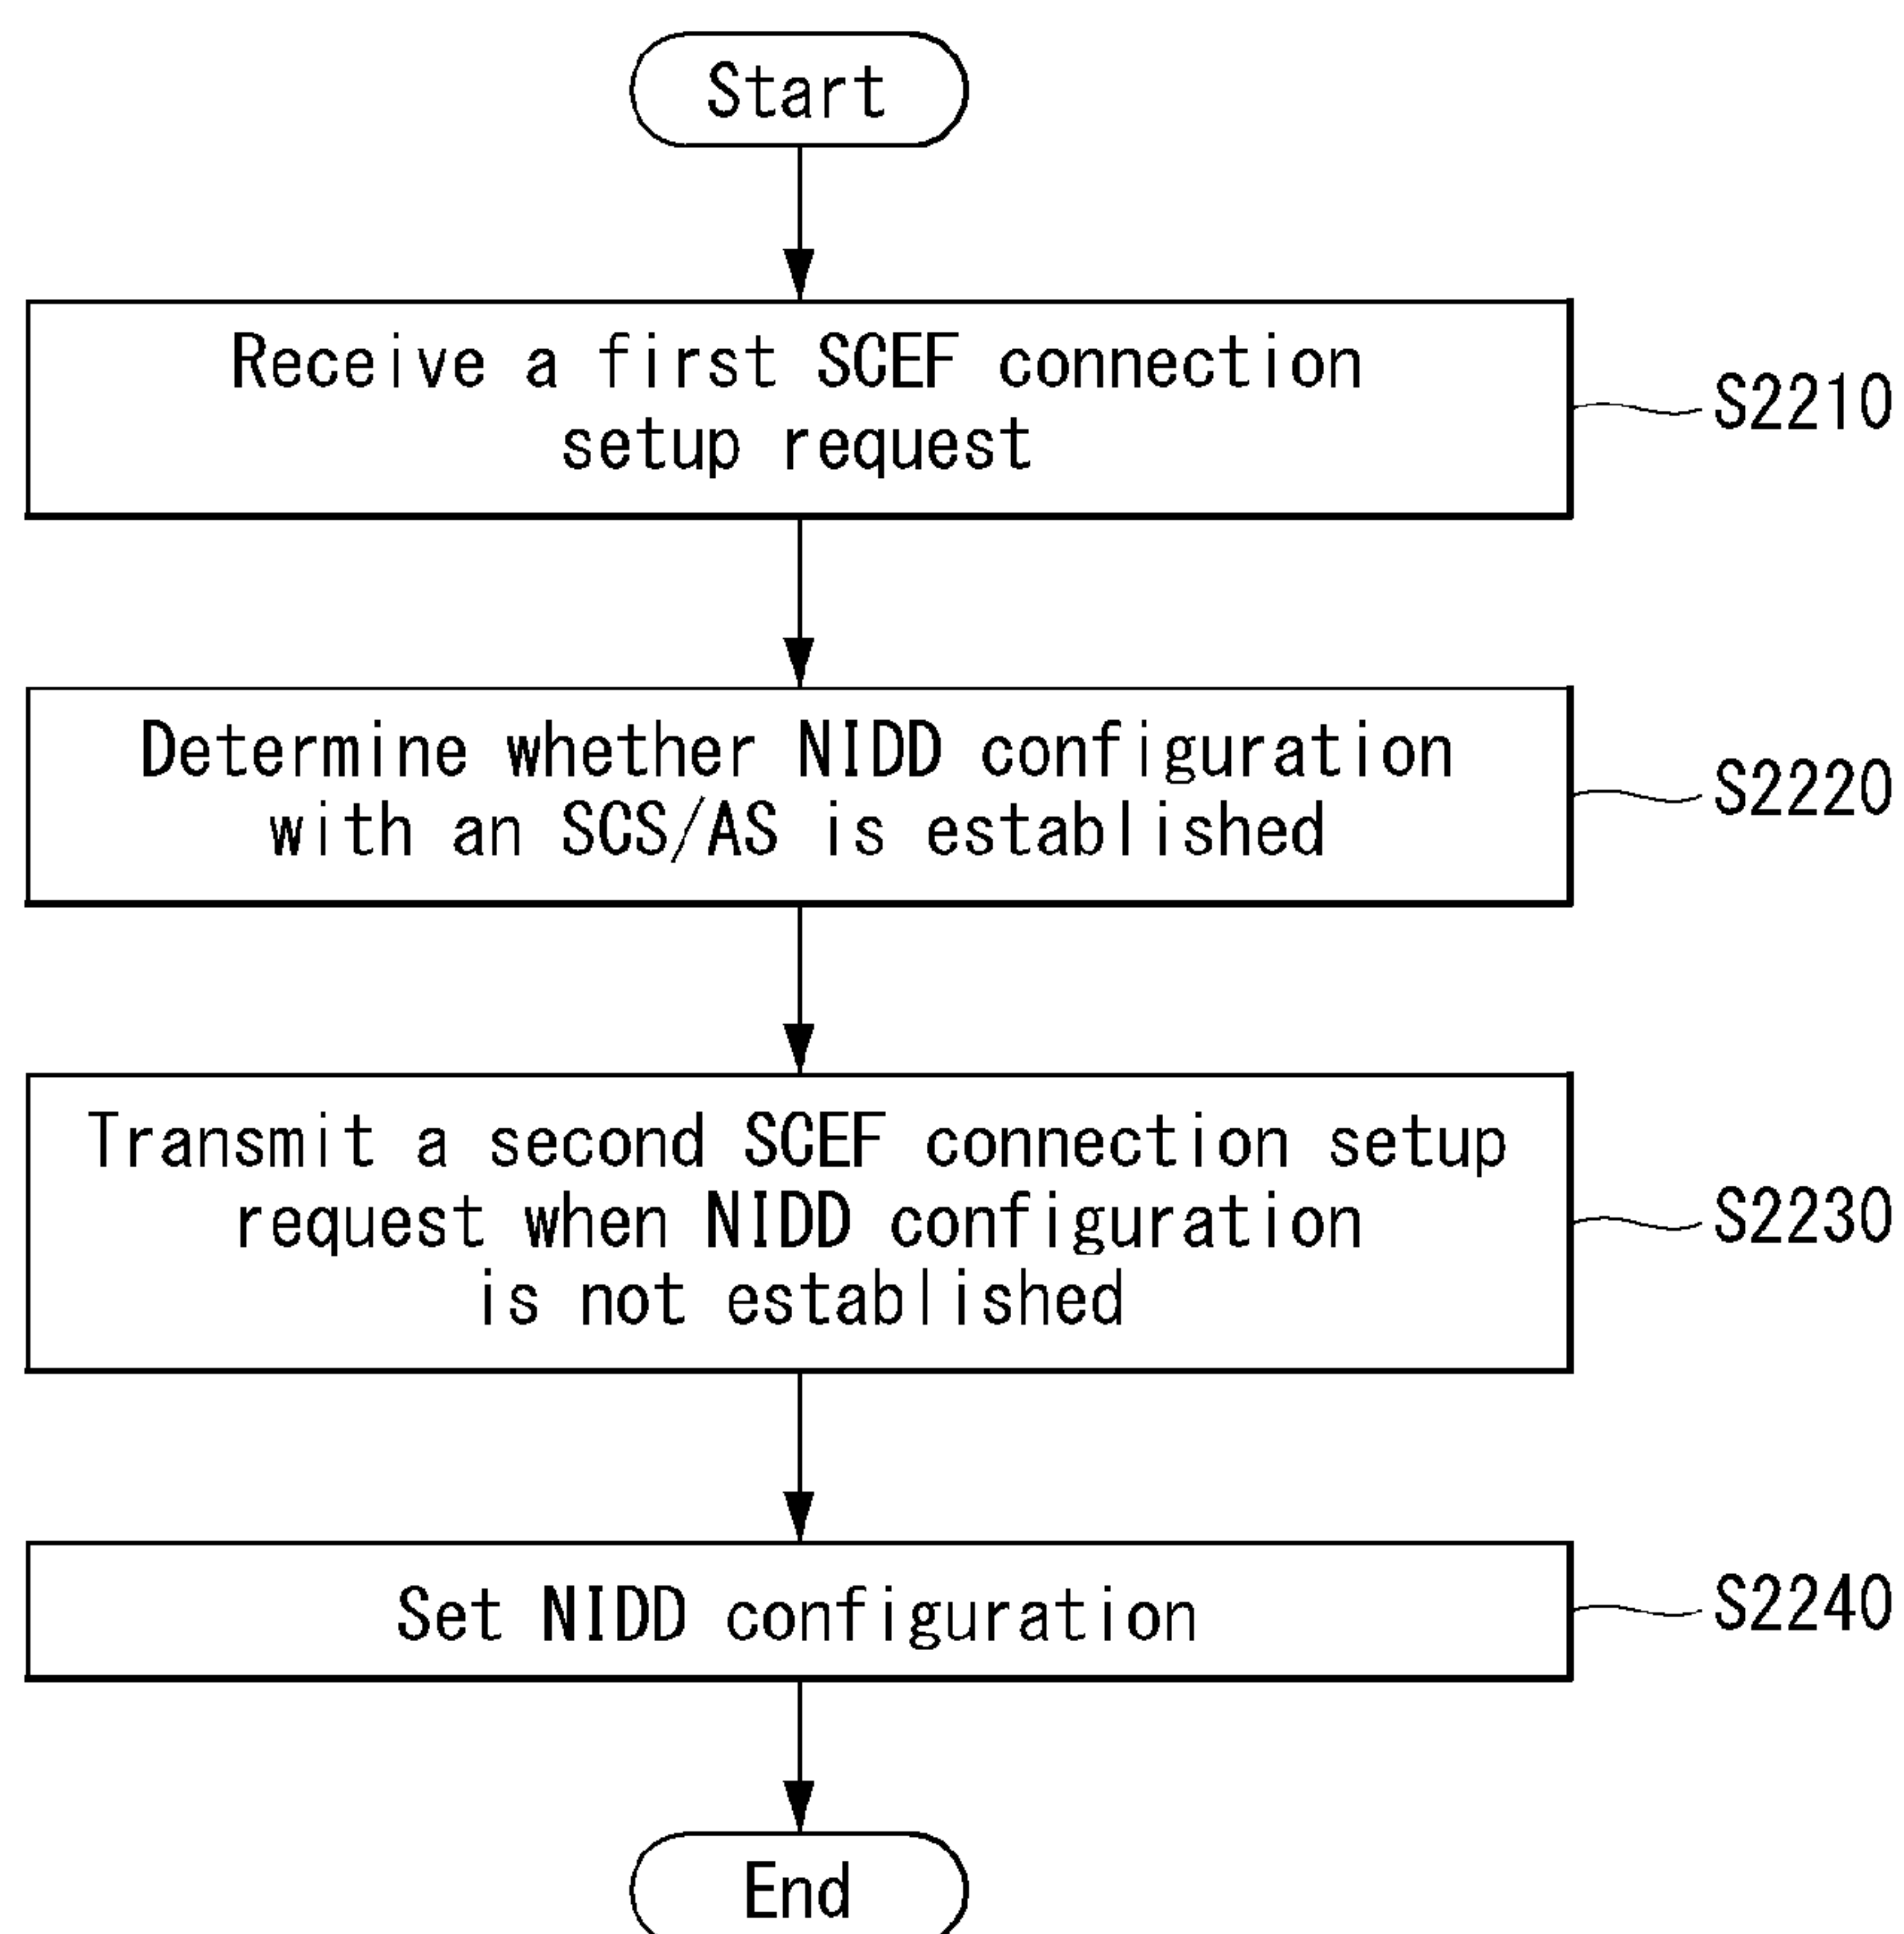 Start
Receive a first SCEF connection
setup request
S2210
Determine whether NIDD configuration
with an SCS/AS is established
S2220
Transmit a second SCEF connection setup
request when NIDD configuration
is not established
S2230
Set NIDD configuration
S2240
End